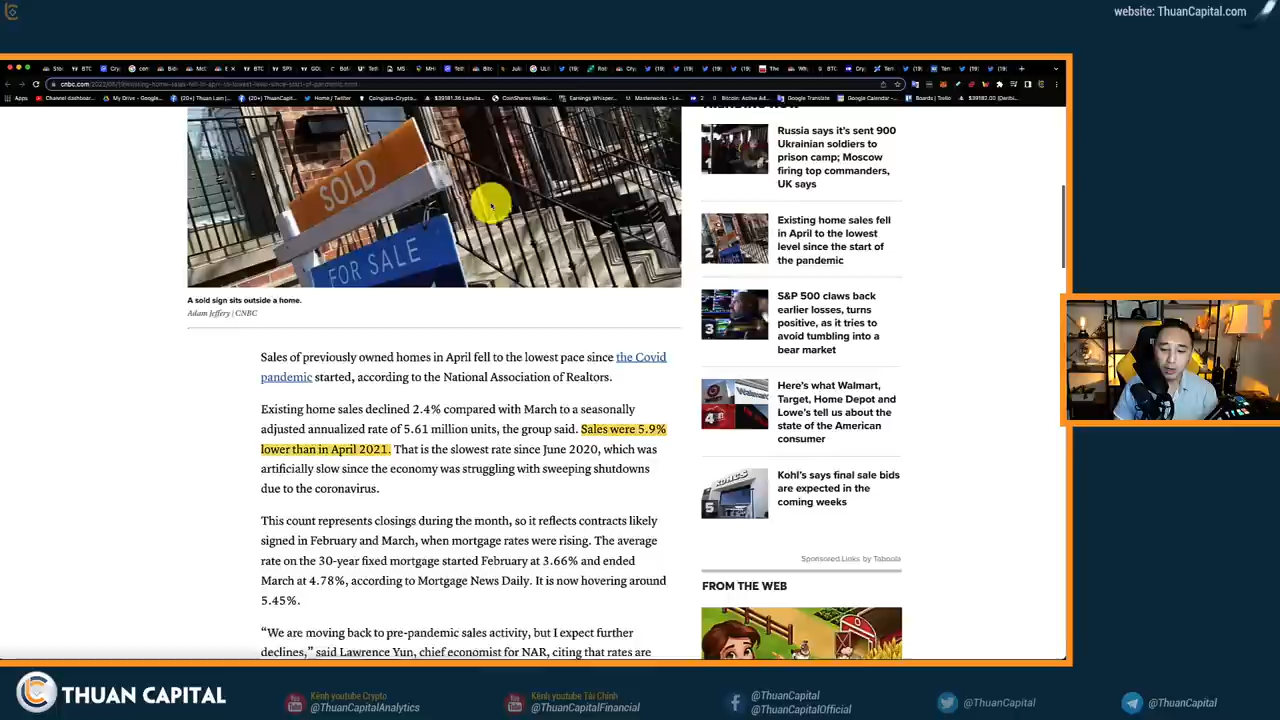 website: ThuanCapital.com
SOLD
FOR SALE
A sold sign sits outside a home.
Adam Jeffery | CNBC
Sales of previously owned homes in April fell to the lowest pace since the Covid
pandemic started, according to the National Association of Realtors.
Existing home sales declined 2.4% compared with March to a seasonally
adjusted annualized rate of 5.61 million units, the group said. Sales were 5.9%
lower than in April 2021. That is the slowest rate since June 2020, which was
artificially slow since the economy was struggling with sweeping shutdowns
due to the coronavirus.
This count represents closings during the month, so it reflects contracts likely
signed in February and March, when mortgage rates were rising. The average
rate on the 30-year fixed mortgage started February at 3.66% and ended
March at 4.78%, according to Mortgage News Daily. It is now hovering around
5.45%.
“We are moving back to pre-pandemic sales activity, but I expect further
declines,” said Lawrence Yun, chief economist for NAR, citing that rates are
1
Russia says it's sent 900
Ukrainian soldiers to
prison camp; Moscow
firing top commanders,
UK says
2
Existing home sales fell
in April to the lowest
level since the start of
the pandemic
3
S&P 500 claws back
earlier losses, turns
positive, as it tries to
avoid tumbling into a
bear market
4
Here's what Walmart,
Target, Home Depot and
Lowe's tell us about the
state of the American
consumer
5
Kohl's says final sale bids
are expected in the
coming weeks
Sponsored Links by Taboola
FROM THE WEB
THUAN CAPITAL
Kênh youtube Crypto
@ThuanCapitalAnalytics
Kênh youtube Tài Chính
@ThuanCapitalFinancial
@ThuanCapital
@ThuanCapitalOfficial
@ThuanCapital
@ThuanCapital